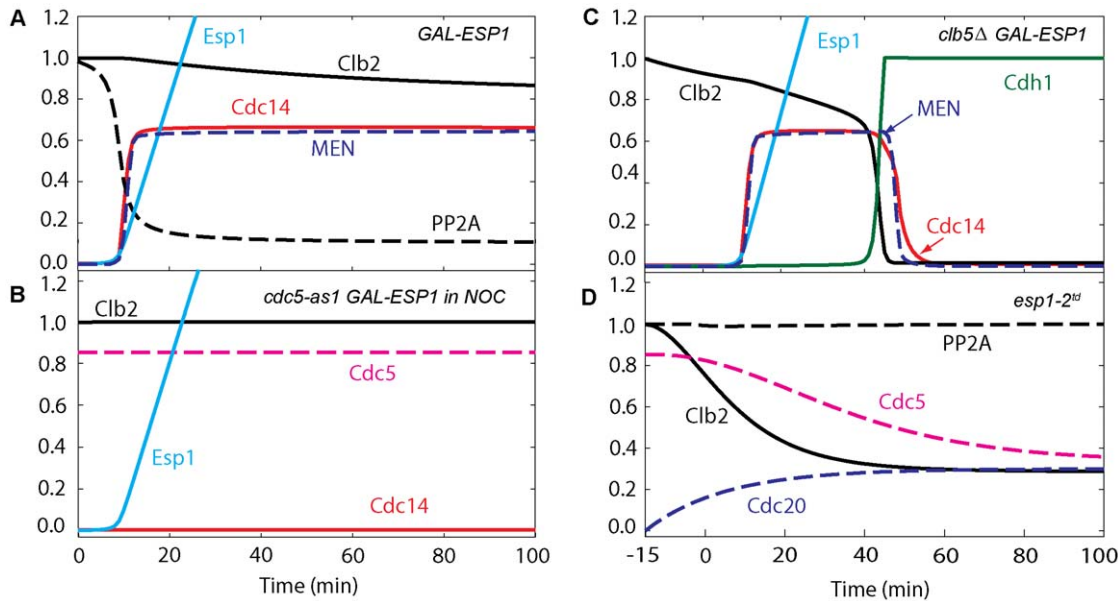 A
GAL-ESP1
1.2
1.0
0.8
0.6
0.4
0.2
0.0
Esp1
Clb2
Cdc14
MEN
PP2A
B
cdc5-as1 GAL-ESP1 in NOC
1.2
1.0
0.8
0.6
0.4
0.2
0.0
Clb2
Cdc5
Esp1
Cdc14
0 20 40 60 80 100
Time (min)
C
clb5Δ GAL-ESP1
1.2
1.0
0.8
0.6
0.4
0.2
0.0
Esp1
Clb2
Cdh1
MEN
Cdc14
D
esp1-2td
1.2
1.0
0.8
0.6
0.4
0.2
0.0
PP2A
Cdc5
Clb2
Cdc20
-15 0 20 40 60 80 100
Time (min)